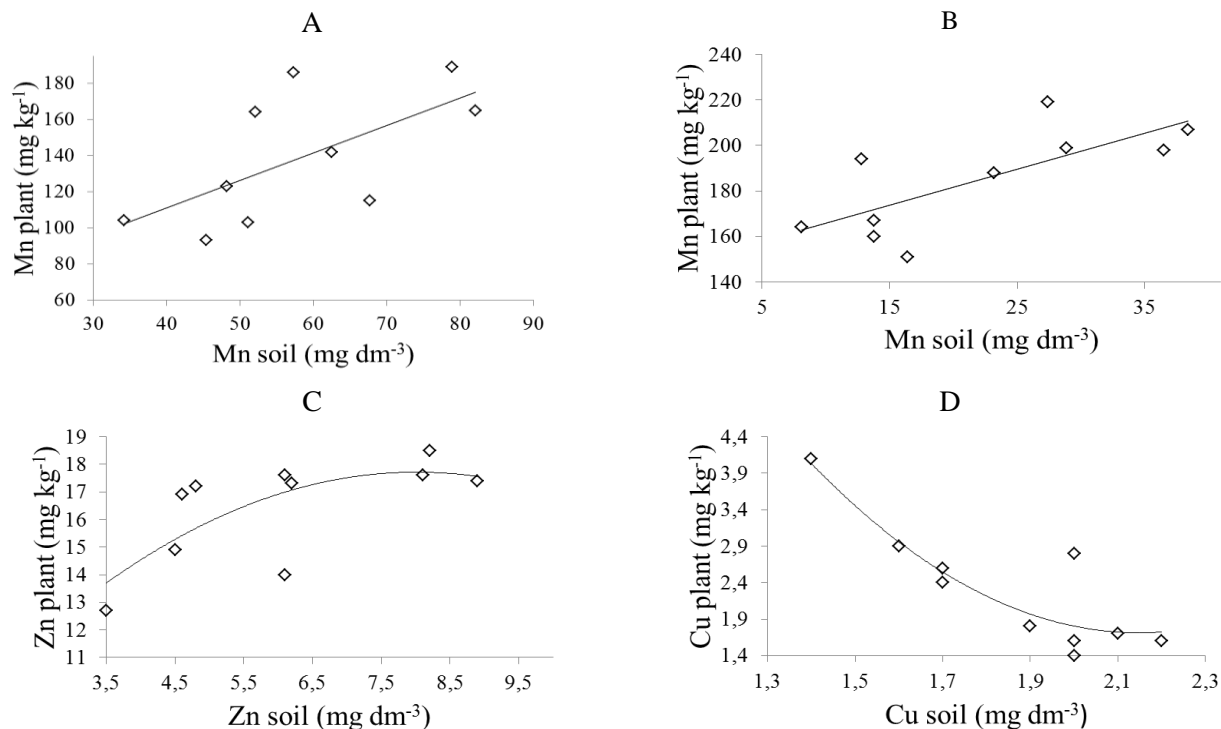 A
Mn plant (mg kg⁻¹)
180
160
140
120
100
80
60
30 40 50 60 70 80 90
Mn soil (mg dm⁻³)
B
Mn plant (mg kg⁻¹)
240
220
200
180
160
140
5 15 25 35
Mn soil (mg dm⁻³)
C
Zn plant (mg kg⁻¹)
19
18
17
16
15
14
13
12
11
3,5 4,5 5,5 6,5 7,5 8,5 9,5
Zn soil (mg dm⁻³)
D
Cu plant (mg kg⁻¹)
4,4
3,9
3,4
2,9
2,4
1,9
1,4
1,3 1,5 1,7 1,9 2,1 2,3
Cu soil (mg dm⁻³)